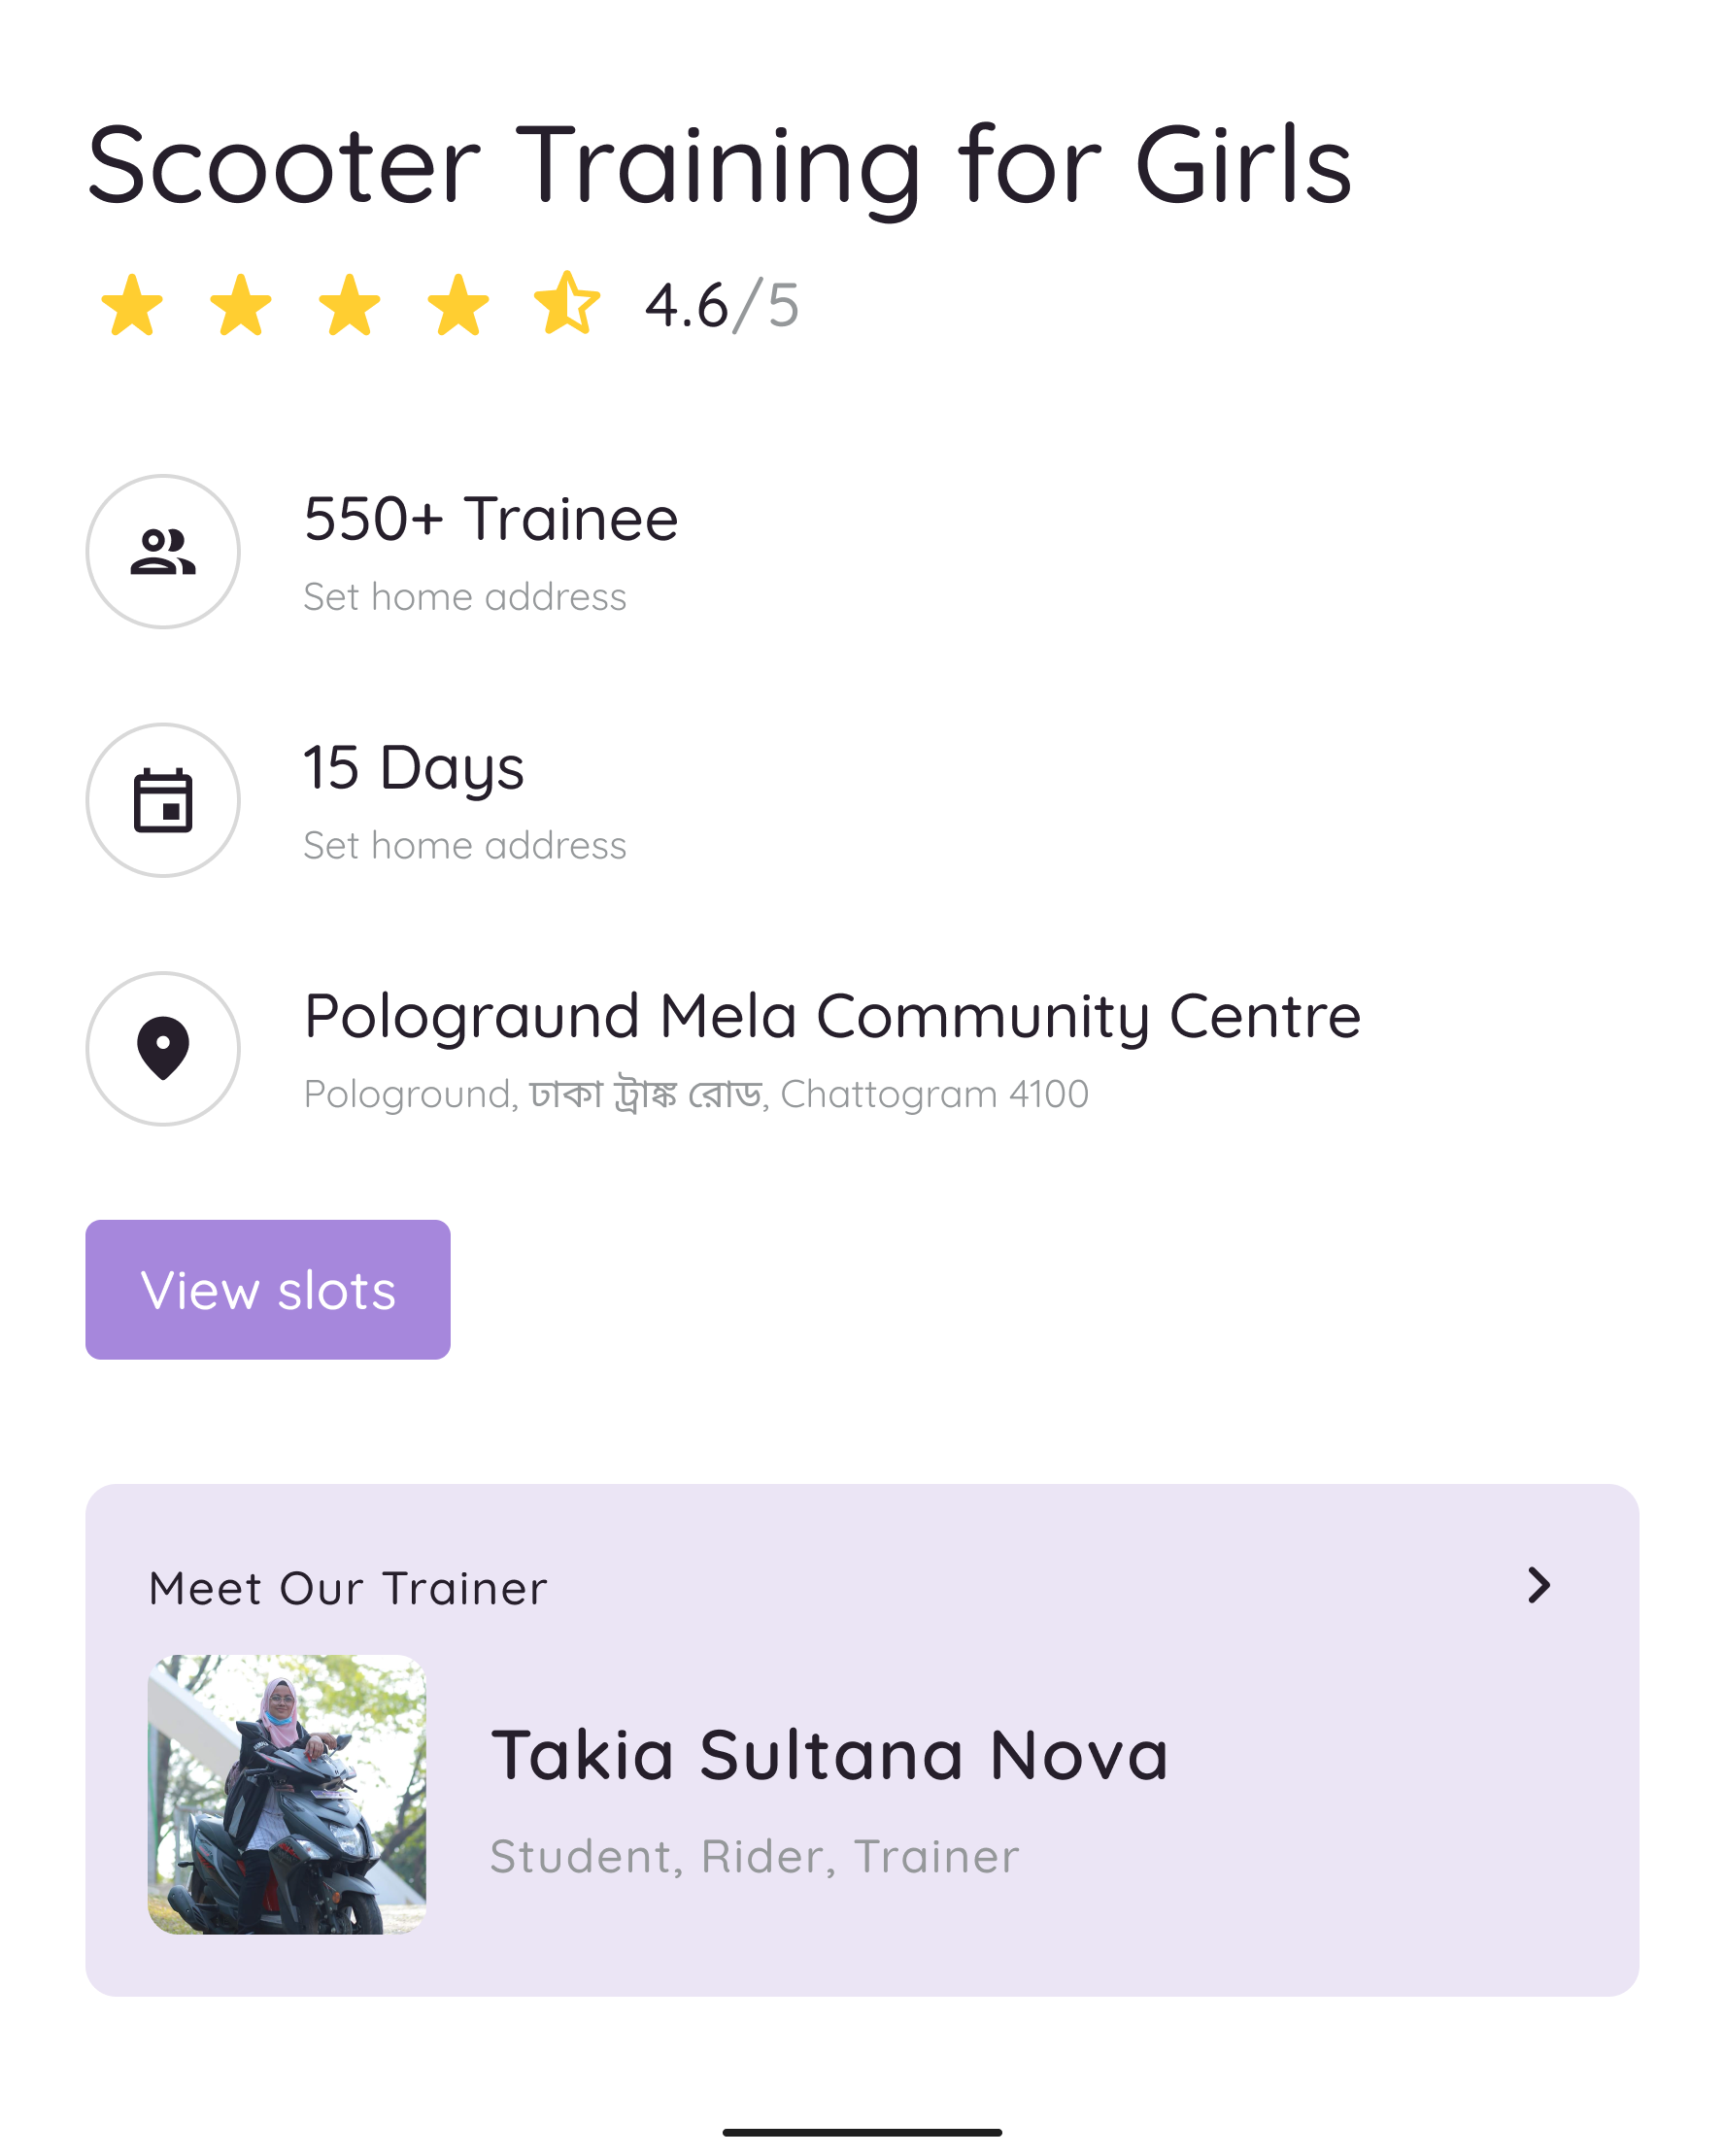 Scooter Training for Girls
4.6/5
550+ Trainee
Set home address
15 Days
Set home address
Polograund Mela Community Centre
Pologround, ঢাকা ট্রাঙ্ক রোড, Chattogram 4100
View slots
Meet Our Trainer
Takia Sultana Nova
Student, Rider, Trainer